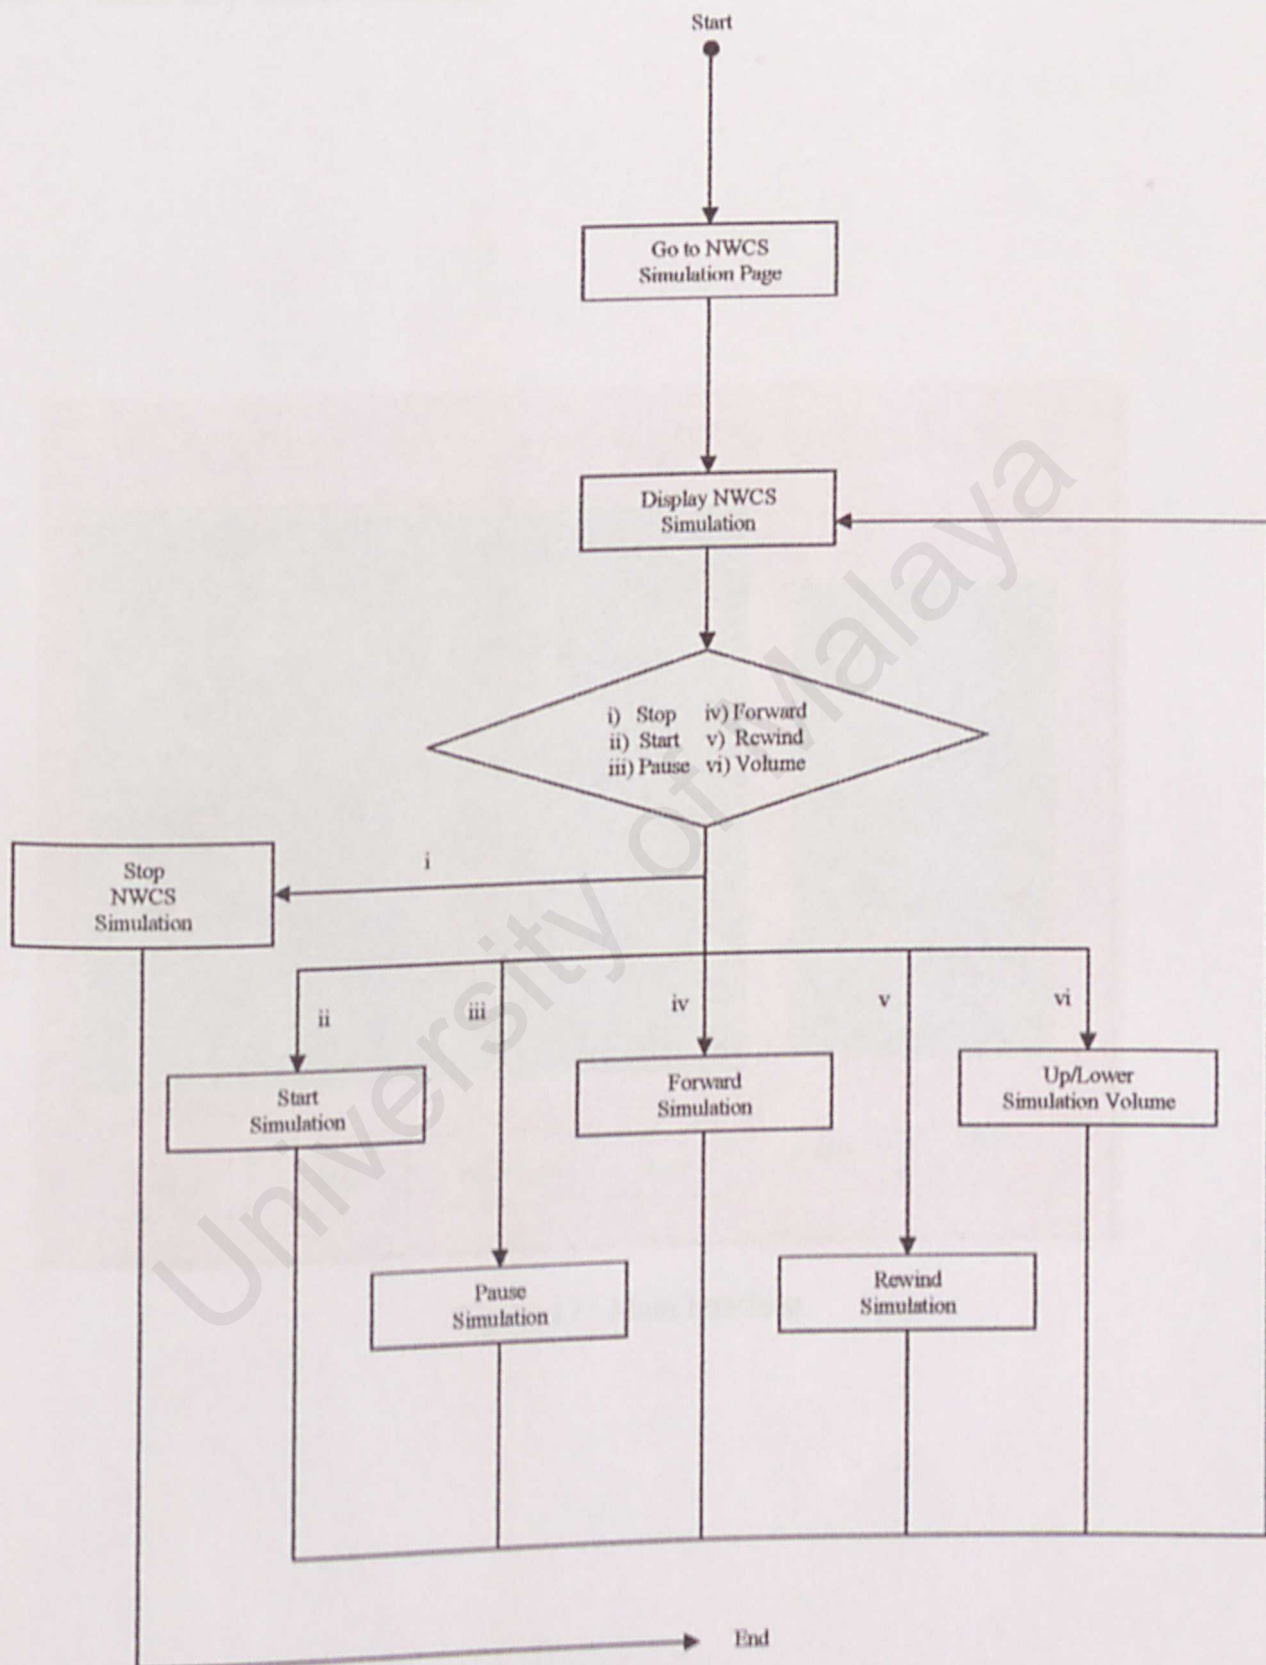 Start
Go to NWCS
Simulation Page
Display NWCS
Simulation
i) Stop iv) Forward
ii) Start v) Rewind
iii) Pause vi) Volume
i
Stop
NWCS
Simulation
ii
iii
iv
v
vi
Start
Simulation
Forward
Simulation
Up/Lower
Simulation Volume
Pause
Simulation
Rewind
Simulation
End
University of Malaya